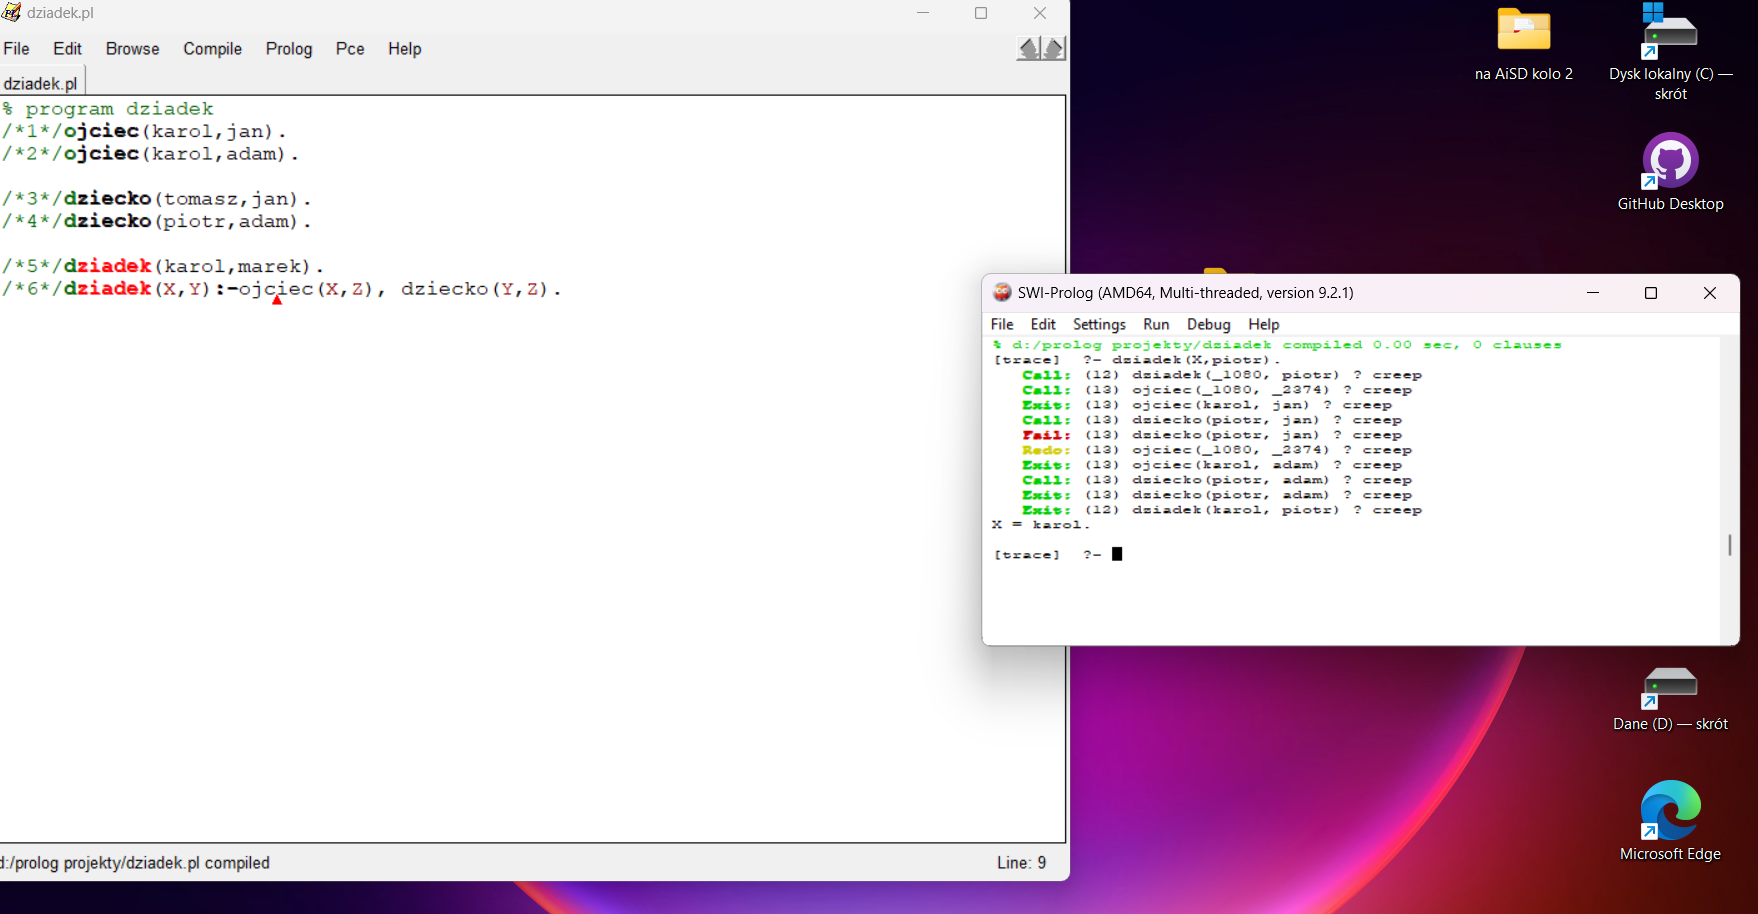 dziadek.pl
File Edit Browse Compile Prolog Pce Help
dziadek.pl
% program dziadek
/*1*/ojciec(karol,jan).
/*2*/ojciec(karol,adam).
/*3*/dziecko(tomasz,jan).
/*4*/dziecko(piotr,adam).
/*5*/dziadek(karol,marek).
/*6*/dziadek(X,Y):-ojciec(X,Z), dziecko(Y,Z).
d:/prolog projekty/dziadek.pl compiled
Line: 9
SWI-Prolog (AMD64, Multi-threaded, version 9.2.1)
File Edit Settings Run Debug Help
% d:/prolog projekty/dziadek compiled 0.00 sec, 0 clauses
[trace]  ?- dziadek(X,piotr).
Call: (12) dziadek(_1080, piotr) ? creep
Call: (13) ojciec(_1080, _2374) ? creep
Exit: (13) ojciec(karol, jan) ? creep
Call: (13) dziecko(piotr, jan) ? creep
Fail: (13) dziecko(piotr, jan) ? creep
Redo: (13) ojciec(_1080, _2374) ? creep
Exit: (13) ojciec(karol, adam) ? creep
Call: (13) dziecko(piotr, adam) ? creep
Exit: (13) dziecko(piotr, adam) ? creep
Exit: (12) dziadek(karol, piotr) ? creep
X = karol.
[trace]  ?-
na AiSD kolo 2
Dysk lokalny (C) —
skrót
GitHub Desktop
Dane (D) — skrót
Microsoft Edge